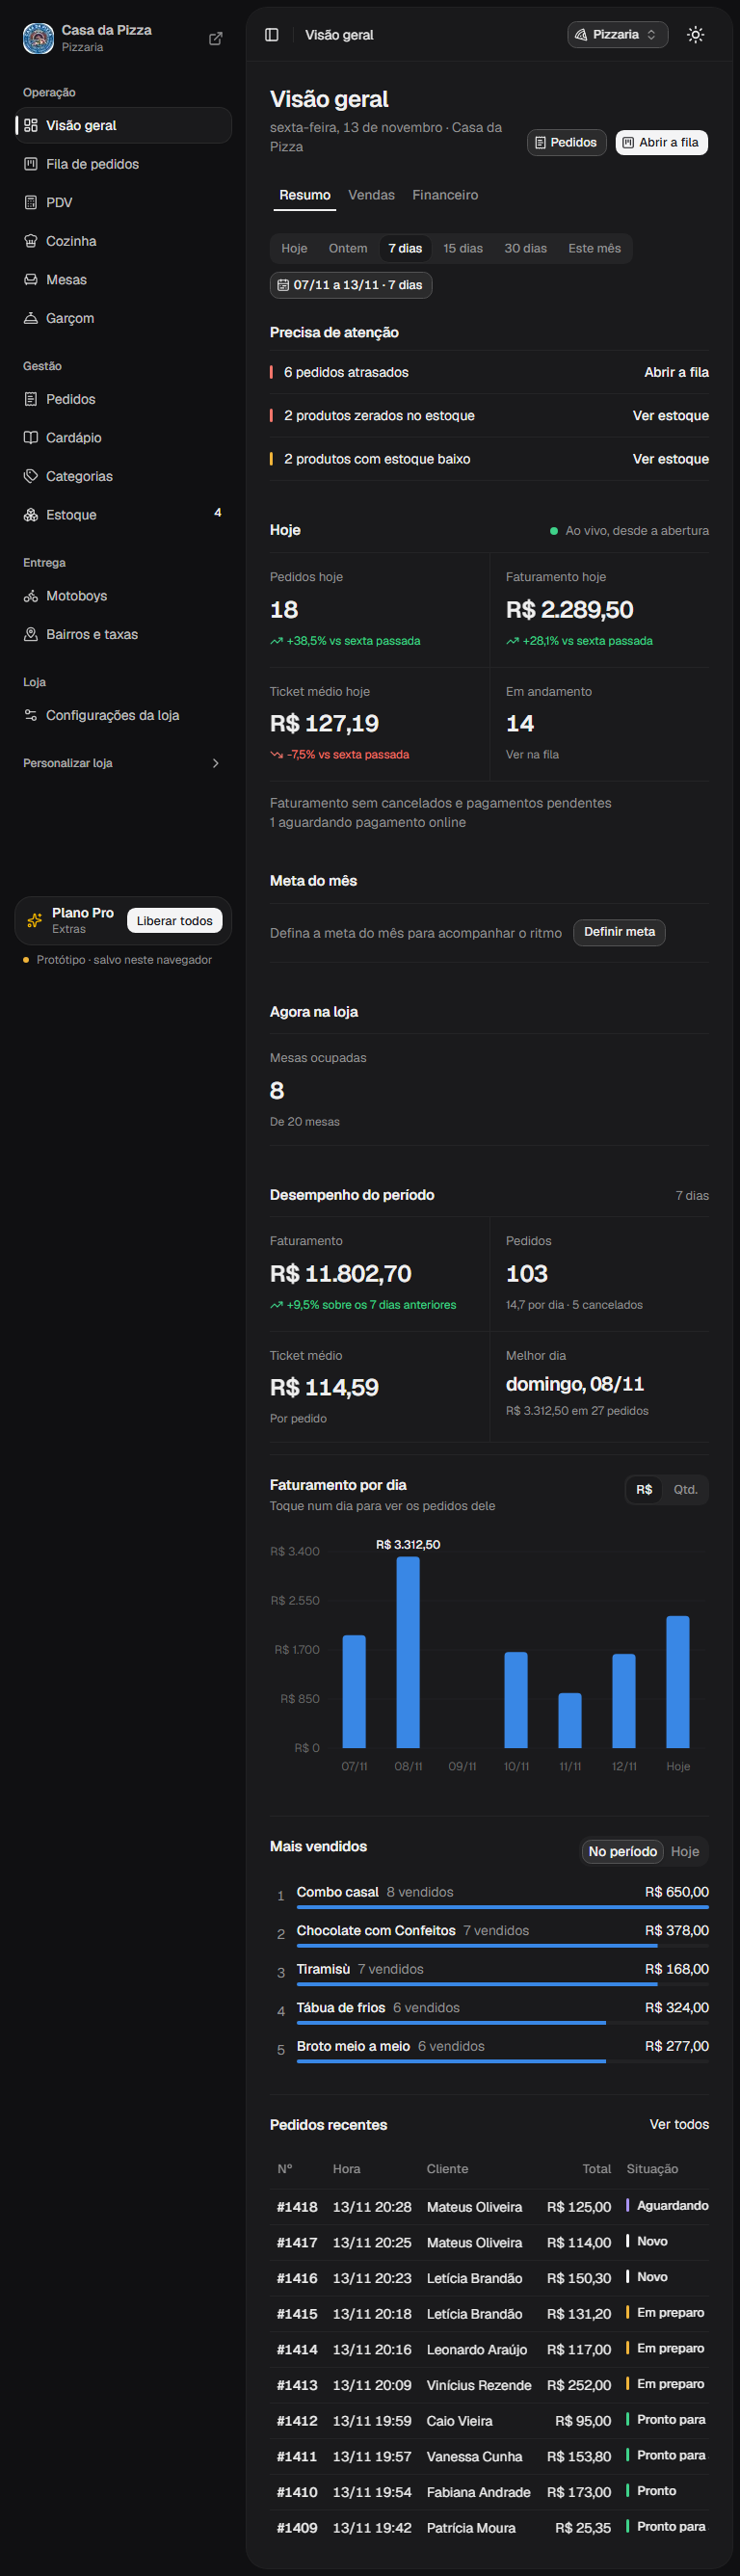 Casa da Pizza
Pizzaria
Operação
Visão geral
Fila de pedidos
PDV
Cozinha
Mesas
Garçom
Gestão
Pedidos
Cardápio
Categorias
Estoque 4
Entrega
Motoboys
Bairros e taxas
Loja
Configurações da loja
Personalizar loja
Plano Pro
Extras
Liberar todos
Protótipo · salvo neste navegador
Visão geral
Pizzaria
Visão geral
sexta-feira, 13 de novembro · Casa da
Pizza
Pedidos
Abrir a fila
Resumo Vendas Financeiro
Hoje Ontem 7 dias 15 dias 30 dias Este mês
07/11 a 13/11 · 7 dias
Precisa de atenção
6 pedidos atrasados Abrir a fila
2 produtos zerados no estoque Ver estoque
2 produtos com estoque baixo Ver estoque
Hoje Ao vivo, desde a abertura
Pedidos hoje
18
+38,5% vs sexta passada
Faturamento hoje
R$ 2.289,50
+28,1% vs sexta passada
Ticket médio hoje
R$ 127,19
-7,5% vs sexta passada
Em andamento
14
Ver na fila
Faturamento sem cancelados e pagamentos pendentes
1 aguardando pagamento online
Meta do mês
Defina a meta do mês para acompanhar o ritmo Definir meta
Agora na loja
Mesas ocupadas
8
De 20 mesas
Desempenho do período 7 dias
Faturamento
R$ 11.802,70
+9,5% sobre os 7 dias anteriores
Pedidos
103
14,7 por dia · 5 cancelados
Ticket médio
R$ 114,59
Por pedido
Melhor dia
domingo, 08/11
R$ 3.312,50 em 27 pedidos
Faturamento por dia
Toque num dia para ver os pedidos dele
R$ Qtd.
R$ 3.312,50
R$ 3.400
R$ 2.550
R$ 1.700
R$ 850
R$ 0
07/11 08/11 09/11 10/11 11/11 12/11 Hoje
Mais vendidos No período Hoje
1 Combo casal 8 vendidos R$ 650,00
2 Chocolate com Confeitos 7 vendidos R$ 378,00
3 Tiramisù 7 vendidos R$ 168,00
4 Tábua de frios 6 vendidos R$ 324,00
5 Broto meio a meio 6 vendidos R$ 277,00
Pedidos recentes Ver todos
Nº Hora Cliente Total Situação
#1418 13/11 20:28 Mateus Oliveira R$ 125,00 Aguardando
#1417 13/11 20:25 Mateus Oliveira R$ 114,00 Novo
#1416 13/11 20:23 Letícia Brandão R$ 150,30 Novo
#1415 13/11 20:18 Letícia Brandão R$ 131,20 Em preparo
#1414 13/11 20:16 Leonardo Araújo R$ 117,00 Em preparo
#1413 13/11 20:09 Vinícius Rezende R$ 252,00 Em preparo
#1412 13/11 19:59 Caio Vieira R$ 95,00 Pronto para
#1411 13/11 19:57 Vanessa Cunha R$ 153,80 Pronto para
#1410 13/11 19:54 Fabiana Andrade R$ 173,00 Pronto
#1409 13/11 19:42 Patrícia Moura R$ 25,35 Pronto para